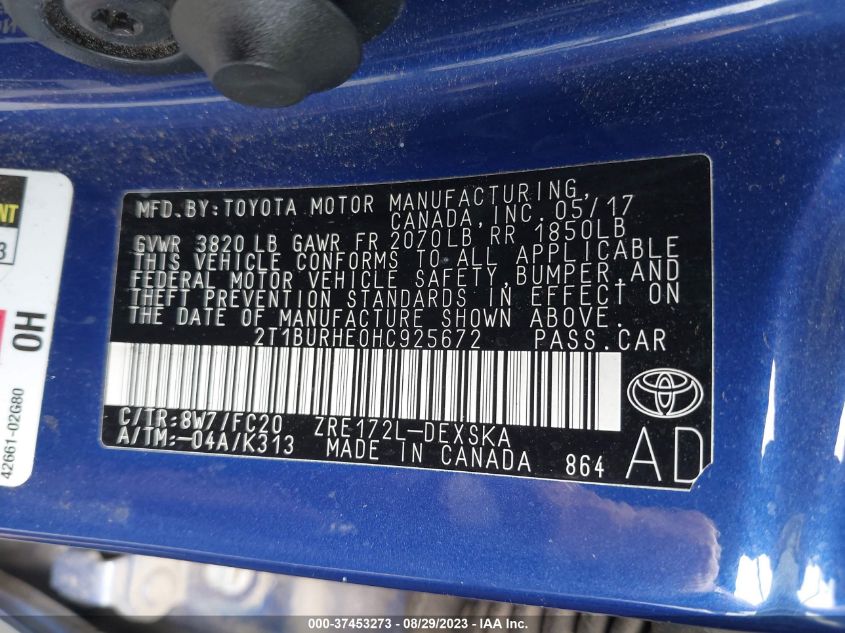 MFD.BY:TOYOTA MOTOR MANUFACTURING,
CANADA, INC. 05/17
GVWR 3820 LB GAWR FR 2070LB RR 1850LB
THIS VEHICLE CONFORMS TO ALL APPLICABLE
FEDERAL MOTOR VEHICLE SAFETY, BUMPER, AND
THEFT PREVENTION STANDARDS IN EFFECT ON
THE DATE OF MANUFACTURE SHOWN ABOVE.
2T1BURHE0HC925672 PASS.CAR
C/TR:8W7/FC20 ZRE172L-DEXSKA
A/TM:-04A/K313 MADE IN CANADA 864
AD
HO
42661-02G80
000-37453273 - 08/29/2023 - IAA Inc.